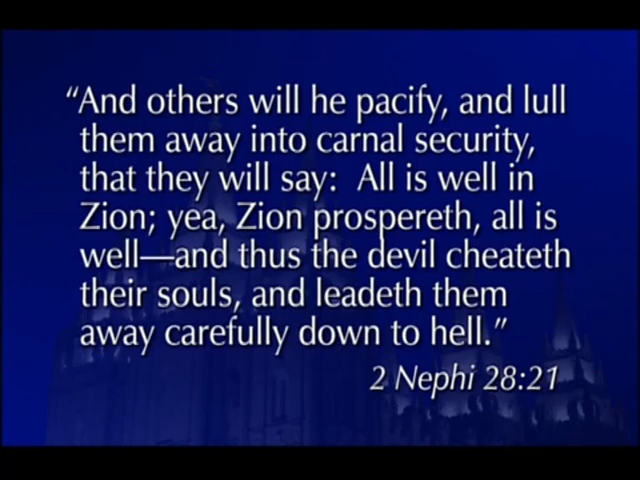 “And others will he pacify, and lull
them away into carnal security,
that they will say:  All is well in
Zion; yea, Zion prospereth, all is
well—and thus the devil cheateth
their souls, and leadeth them
away carefully down to hell.”
2 Nephi 28:21